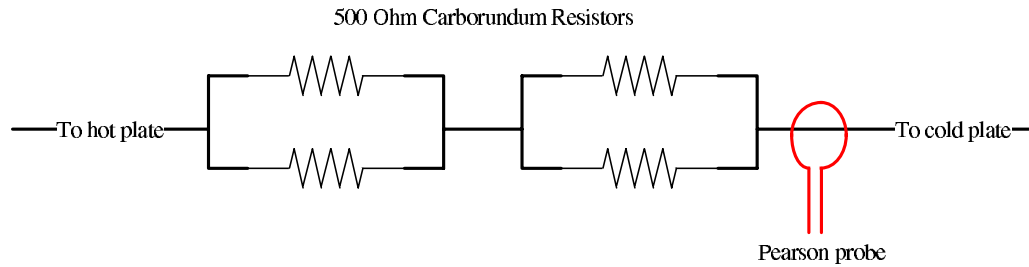 500 Ohm Carborundum Resistors
To hot plate
To cold plate
Pearson probe